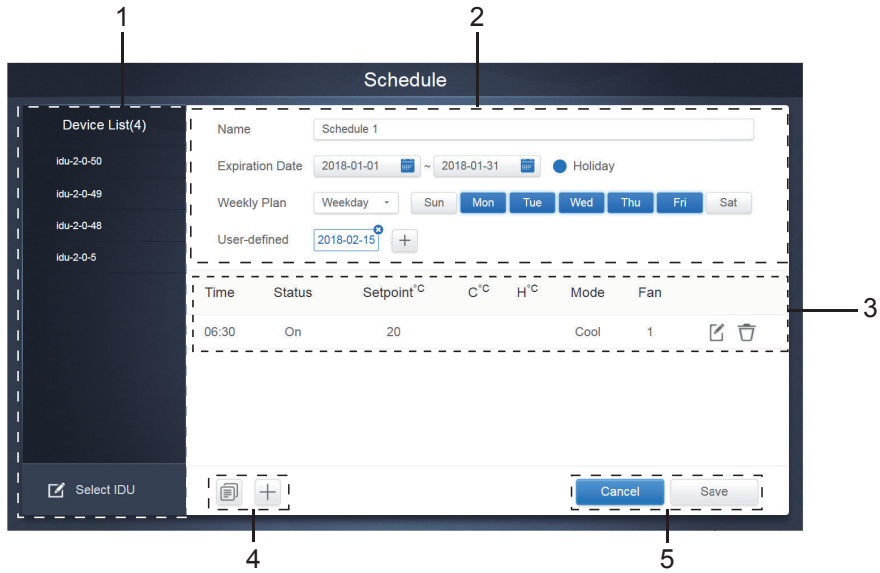 1
2
Schedule
Device List(4)
idu-2-0-50
idu-2-0-49
idu-2-0-48
idu-2-0-5
Select IDU
Name Schedule 1
Expiration Date 2018-01-01 ~ 2018-01-31 Holiday
Weekly Plan Weekday Sun Mon Tue Wed Thu Fri Sat
User-defined 2018-02-15
Time Status Setpoint°C C°C H°C Mode Fan
3
06:30 On 20 Cool 1
Cancel Save
4
5